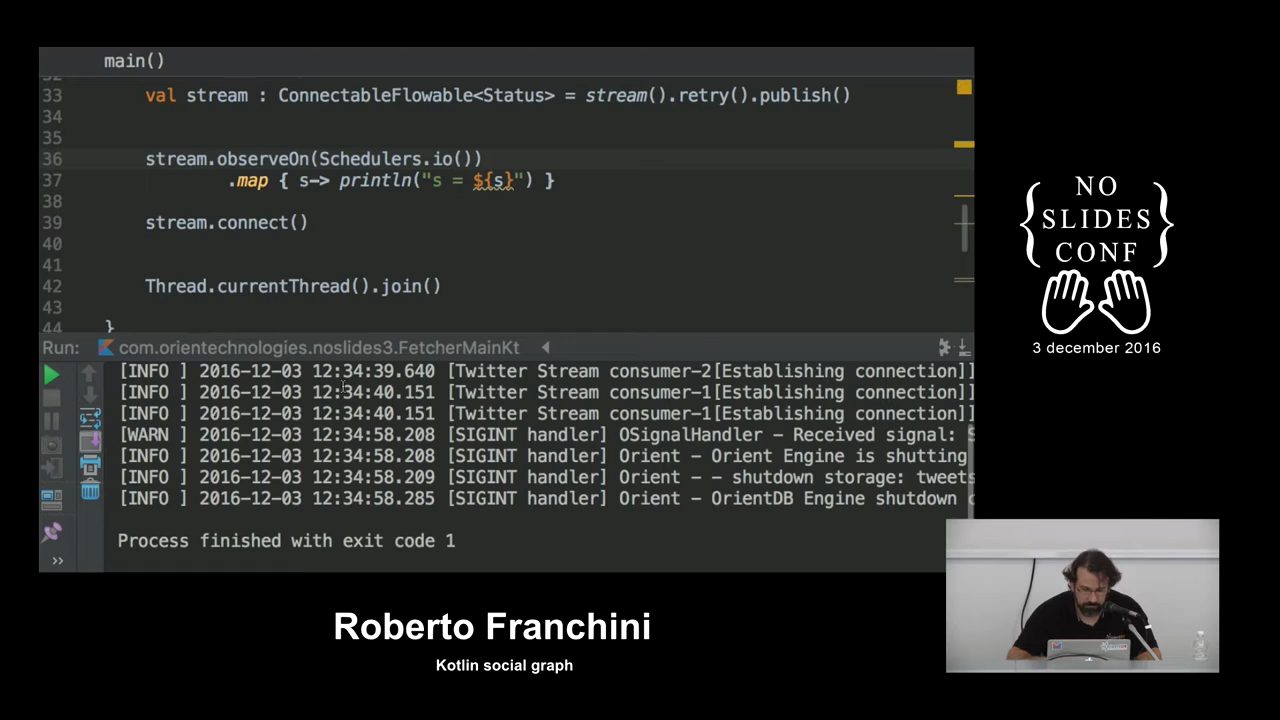 main()
32
33 val stream : ConnectableFlowable<Status> = stream().retry().publish()
34
35
36 stream.observeOn(Schedulers.io())
37 .map { s-> println("s = ${s}") }
38
39 stream.connect()
40
41
42 Thread.currentThread().join()
43
44 }
Run: com.orientechnologies.noslides3.FetcherMainKt
[INFO ] 2016-12-03 12:34:39.640 [Twitter Stream consumer-2[Establishing connection]]
[INFO ] 2016-12-03 12:34:40.151 [Twitter Stream consumer-1[Establishing connection]]
[INFO ] 2016-12-03 12:34:40.151 [Twitter Stream consumer-1[Establishing connection]]
[WARN ] 2016-12-03 12:34:58.208 [SIGINT handler] OSignalHandler - Received signal: S
[INFO ] 2016-12-03 12:34:58.208 [SIGINT handler] Orient - Orient Engine is shutting
[INFO ] 2016-12-03 12:34:58.209 [SIGINT handler] Orient - - shutdown storage: tweets
[INFO ] 2016-12-03 12:34:58.285 [SIGINT handler] Orient - OrientDB Engine shutdown
Process finished with exit code 1
NO
SLIDES
CONF
3 december 2016
Roberto Franchini
Kotlin social graph